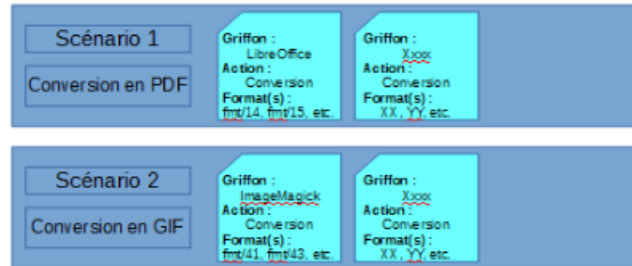 Scénario 1
Conversion en PDF
Griffon :
LibreOffice
Action :
Conversion
Format(s) :
fmt/14, fmt/15, etc.
Griffon :
Xxxx
Action :
Conversion
Format(s) :
XX, YY, etc.
Scénario 2
Conversion en GIF
Griffon :
ImageMagick
Action :
Conversion
Format(s) :
fmt/41, fmt/43, etc.
Griffon :
Xxxx
Action :
Conversion
Format(s) :
XX, YY, etc.